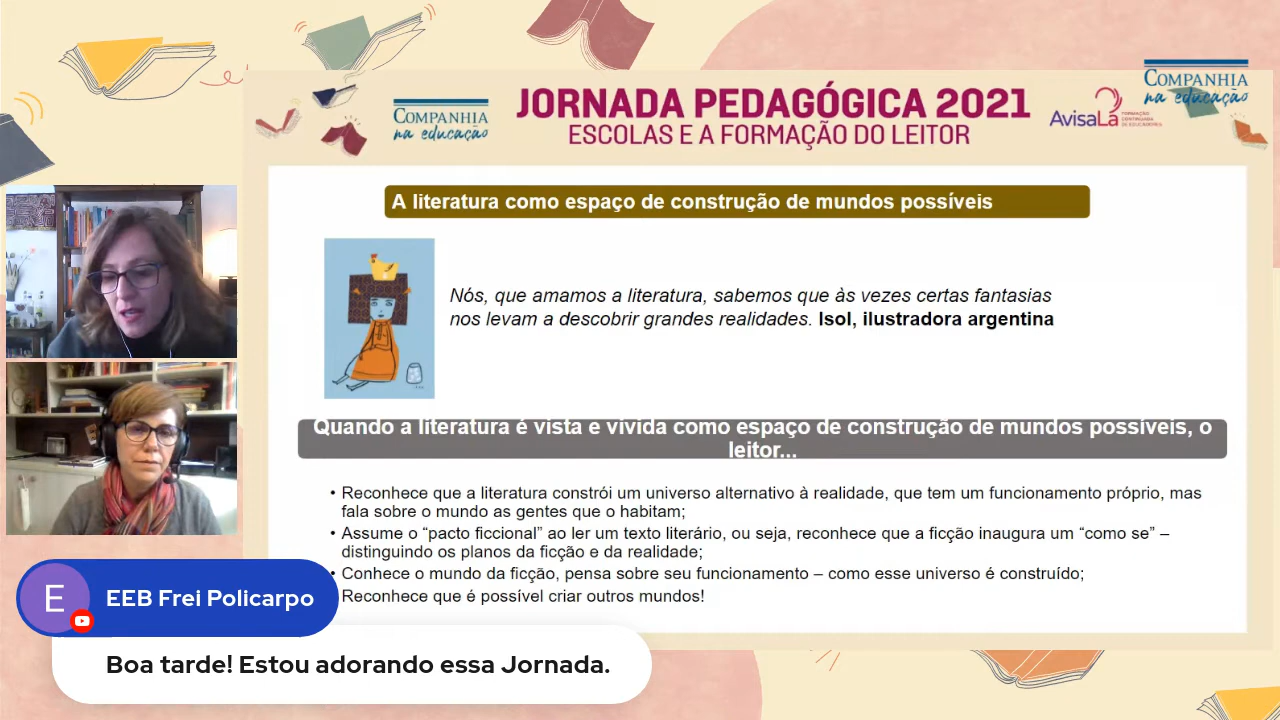 COMPANHIA
na educação
JORNADA PEDAGÓGICA 2021
ESCOLAS E A FORMAÇÃO DO LEITOR
AvisaLá
FORMAÇÃO
CONTINUADA
DE EDUCADORES
COMPANHIA
na educação
A literatura como espaço de construção de mundos possíveis
Nós, que amamos a literatura, sabemos que às vezes certas fantasias
nos levam a descobrir grandes realidades. Isol, ilustradora argentina
Quando a literatura é vista e vivida como espaço de construção de mundos possíveis, o
leitor...
• Reconhece que a literatura constrói um universo alternativo à realidade, que tem um funcionamento próprio, mas
fala sobre o mundo as gentes que o habitam;
• Assume o “pacto ficcional” ao ler um texto literário, ou seja, reconhece que a ficção inaugura um “como se” –
distinguindo os planos da ficção e da realidade;
• Conhece o mundo da ficção, pensa sobre seu funcionamento – como esse universo é construído;
Reconhece que é possível criar outros mundos!
E
EEB Frei Policarpo
Boa tarde! Estou adorando essa Jornada.